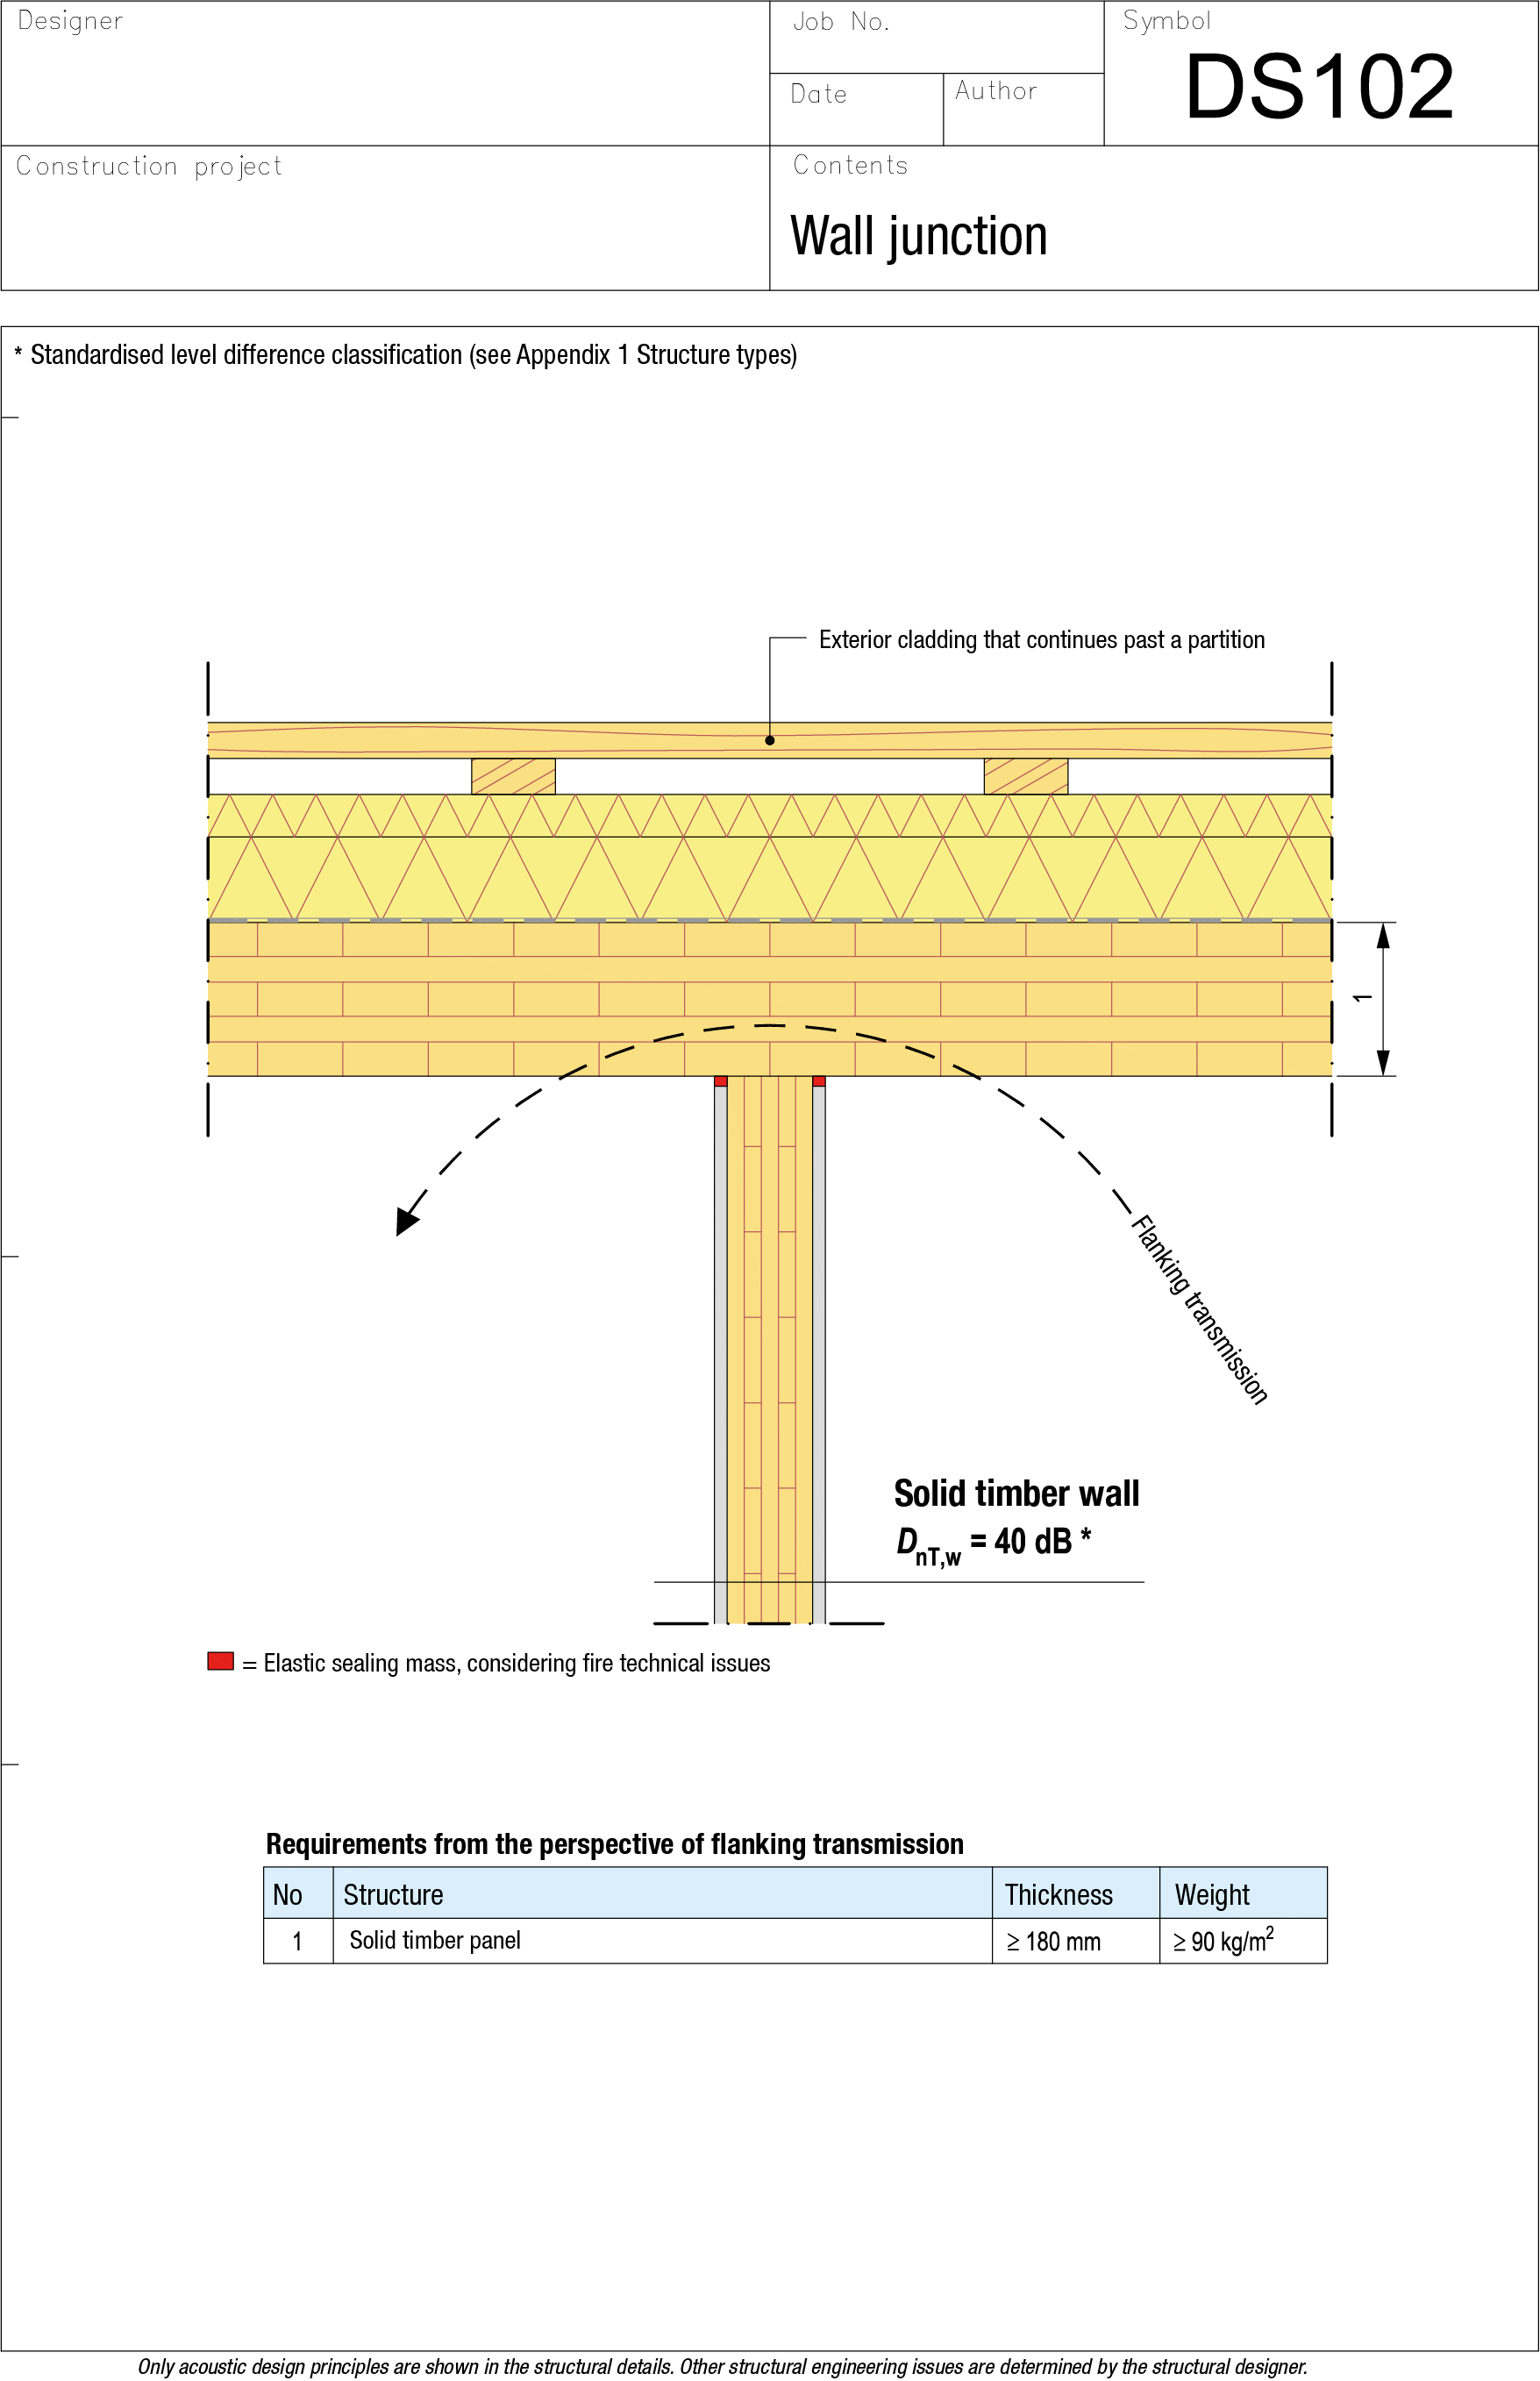 Designer
Job No.
Symbol
DS102
Date
Author
Construction project
Contents
Wall junction
* Standardised level difference classification (see Appendix 1 Structure types)
Exterior cladding that continues past a partition
1
Flanking transmission
Solid timber wall
DnT,w = 40 dB *
= Elastic sealing mass, considering fire technical issues
Requirements from the perspective of flanking transmission
No Structure Thickness Weight
1 Solid timber panel ≥ 180 mm ≥ 90 kg/m²
Only acoustic design principles are shown in the structural details. Other structural engineering issues are determined by the structural designer.